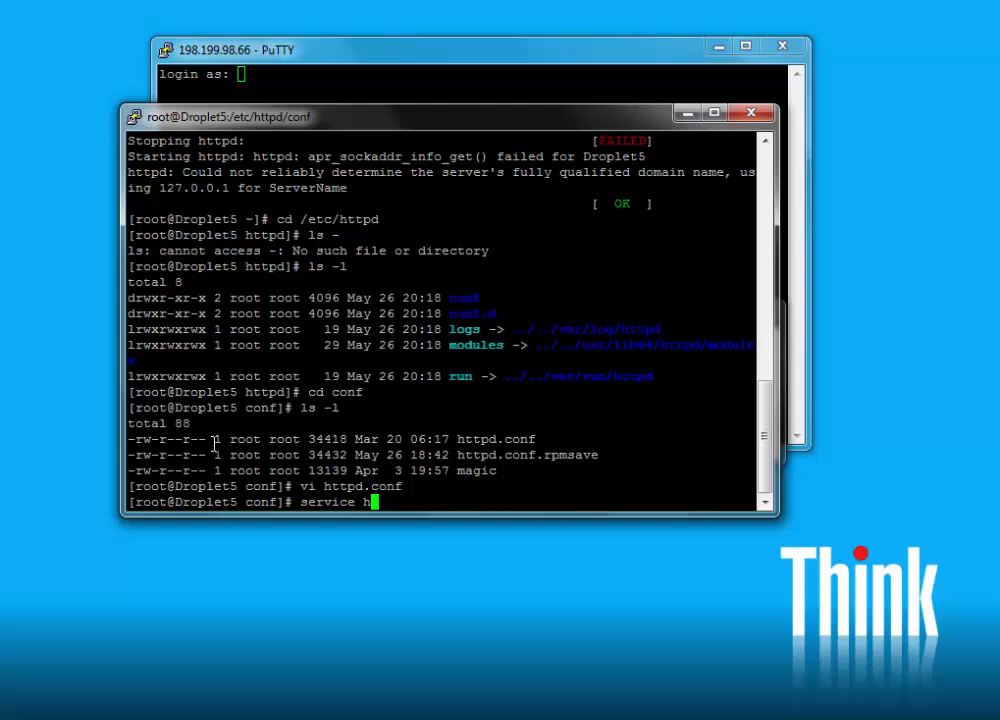 198.199.98.66 - PuTTY
login as:
root@Droplet5:/etc/httpd/conf
Stopping httpd: [FAILED]
Starting httpd: httpd: apr_sockaddr_info_get() failed for Droplet5
httpd: Could not reliably determine the server's fully qualified domain name, us
ing 127.0.0.1 for ServerName
[ OK ]
[root@Droplet5 ~]# cd /etc/httpd
[root@Droplet5 httpd]# ls -
ls: cannot access -: No such file or directory
[root@Droplet5 httpd]# ls -l
total 8
drwxr-xr-x 2 root root 4096 May 26 20:18 conf
drwxr-xr-x 2 root root 4096 May 26 20:18 conf.d
lrwxrwxrwx 1 root root 19 May 26 20:18 logs -> ../../var/log/httpd
lrwxrwxrwx 1 root root 29 May 26 20:18 modules -> ../../usr/lib64/httpd/module
s
lrwxrwxrwx 1 root root 19 May 26 20:18 run -> ../../var/run/httpd
[root@Droplet5 httpd]# cd conf
[root@Droplet5 conf]# ls -l
total 88
-rw-r--r-- 1 root root 34418 Mar 20 06:17 httpd.conf
-rw-r--r-- 1 root root 34432 May 26 18:42 httpd.conf.rpmsave
-rw-r--r-- 1 root root 13139 Apr 3 19:57 magic
[root@Droplet5 conf]# vi httpd.conf
[root@Droplet5 conf]# service h
Think